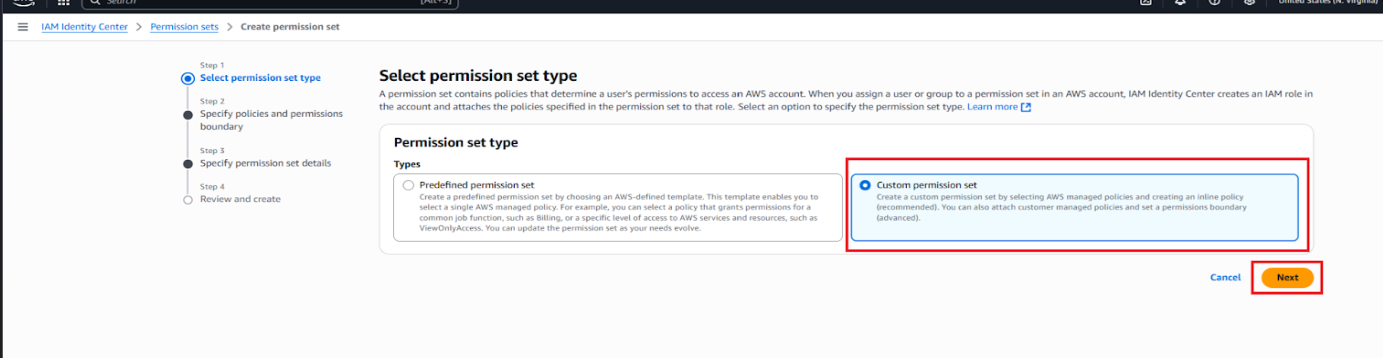 Search
[Alt+S]
United States (N. Virginia)
IAM Identity Center > Permission sets > Create permission set
Step 1
Select permission set type
Step 2
Specify policies and permissions
boundary
Step 3
Specify permission set details
Step 4
Review and create
Select permission set type
A permission set contains policies that determine a user's permissions to access an AWS account. When you assign a user or group to a permission set in an AWS account, IAM Identity Center creates an IAM role in
the account and attaches the policies specified in the permission set to that role. Select an option to specify the permission set type. Learn more
Permission set type
Types
Predefined permission set
Create a predefined permission set by choosing an AWS-defined template. This template enables you to
select a single AWS managed policy. For example, you can select a policy that grants permissions for a
common job function, such as Billing, or a specific level of access to AWS services and resources, such as
ViewOnlyAccess. You can update the permission set as your needs evolve.
Custom permission set
Create a custom permission set by selecting AWS managed policies and creating an inline policy
(recommended). You can also attach customer managed policies and set a permissions boundary
(advanced).
Cancel
Next